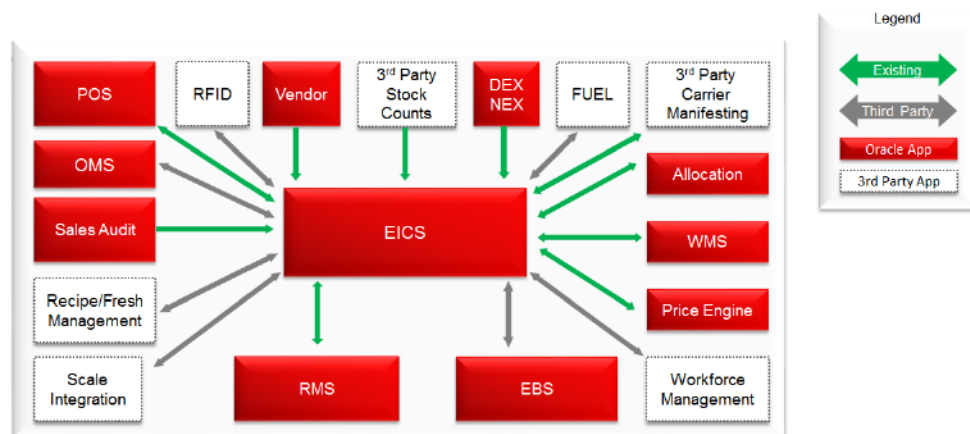 Legend
Existing
Third Party
Oracle App
3rd Party App
POS
RFID
Vendor
3rd Party
Stock
Counts
DEX
NEX
FUEL
3rd Party
Carrier
Manifesting
OMS
Allocation
Sales Audit
EICS
WMS
Recipe/Fresh
Management
Price Engine
Scale
Integration
RMS
EBS
Workforce
Management